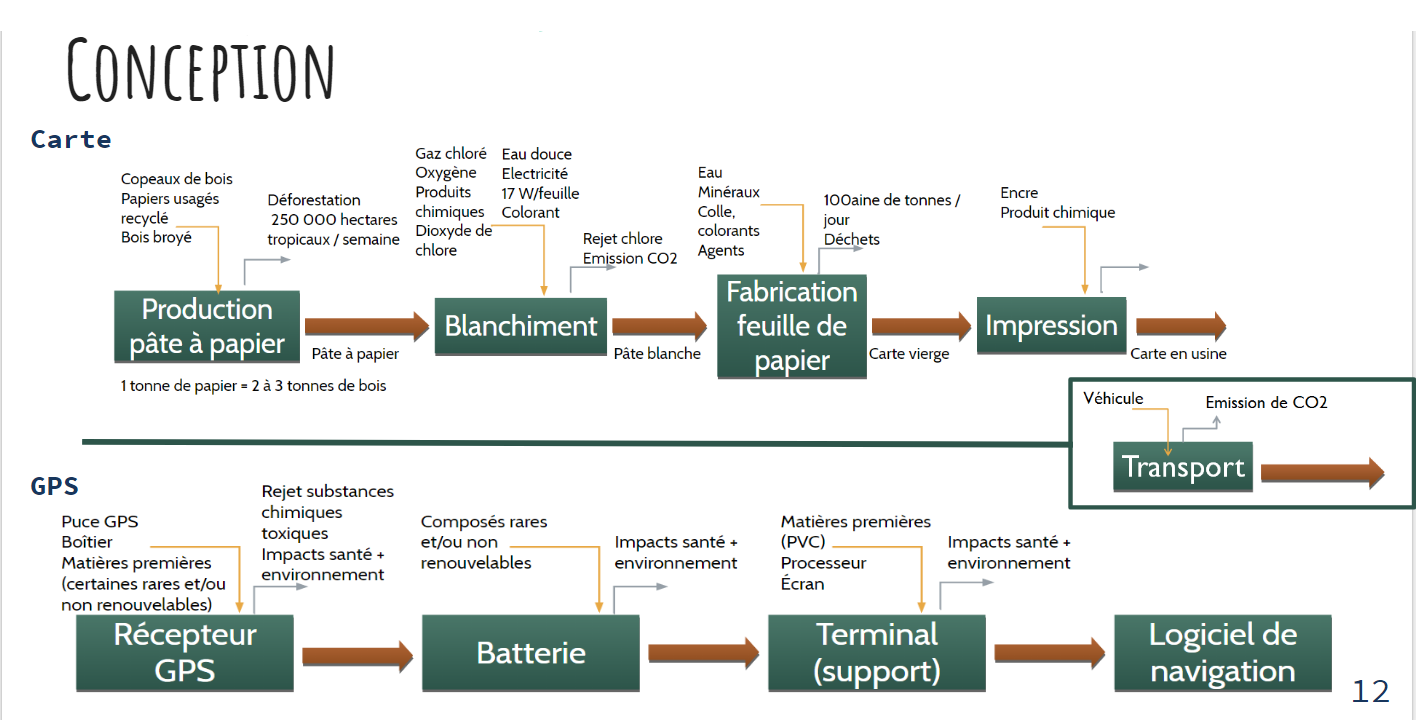 CONCEPTION
Carte
Copeaux de bois
Papiers usagés
recyclé
Bois broyé
Déforestation
250 000 hectares
tropicaux / semaine
Gaz chloré
Oxygène
Produits
chimiques
Dioxyde de
chlore
Eau douce
Electricité
17 W/feuille
Colorant
Rejet chlore
Emission CO2
Eau
Minéraux
Colle,
colorants
Agents
100aine de tonnes /
jour
Déchets
Encre
Produit chimique
Production
pâte à papier
Pâte à papier
Blanchiment
Pâte blanche
Fabrication
feuille de
papier
Carte vierge
Impression
Carte en usine
1 tonne de papier = 2 à 3 tonnes de bois
Véhicule
Emission de CO2
Transport
GPS
Puce GPS
Boîtier
Matières premières
(certaines rares et/ou
non renouvelables)
Rejet substances
chimiques
toxiques
Impacts santé +
environnement
Composés rares
et/ou non
renouvelables
Impacts santé +
environnement
Matières premières
(PVC)
Processeur
Écran
Impacts santé +
environnement
Récepteur
GPS
Batterie
Terminal
(support)
Logiciel de
navigation
12